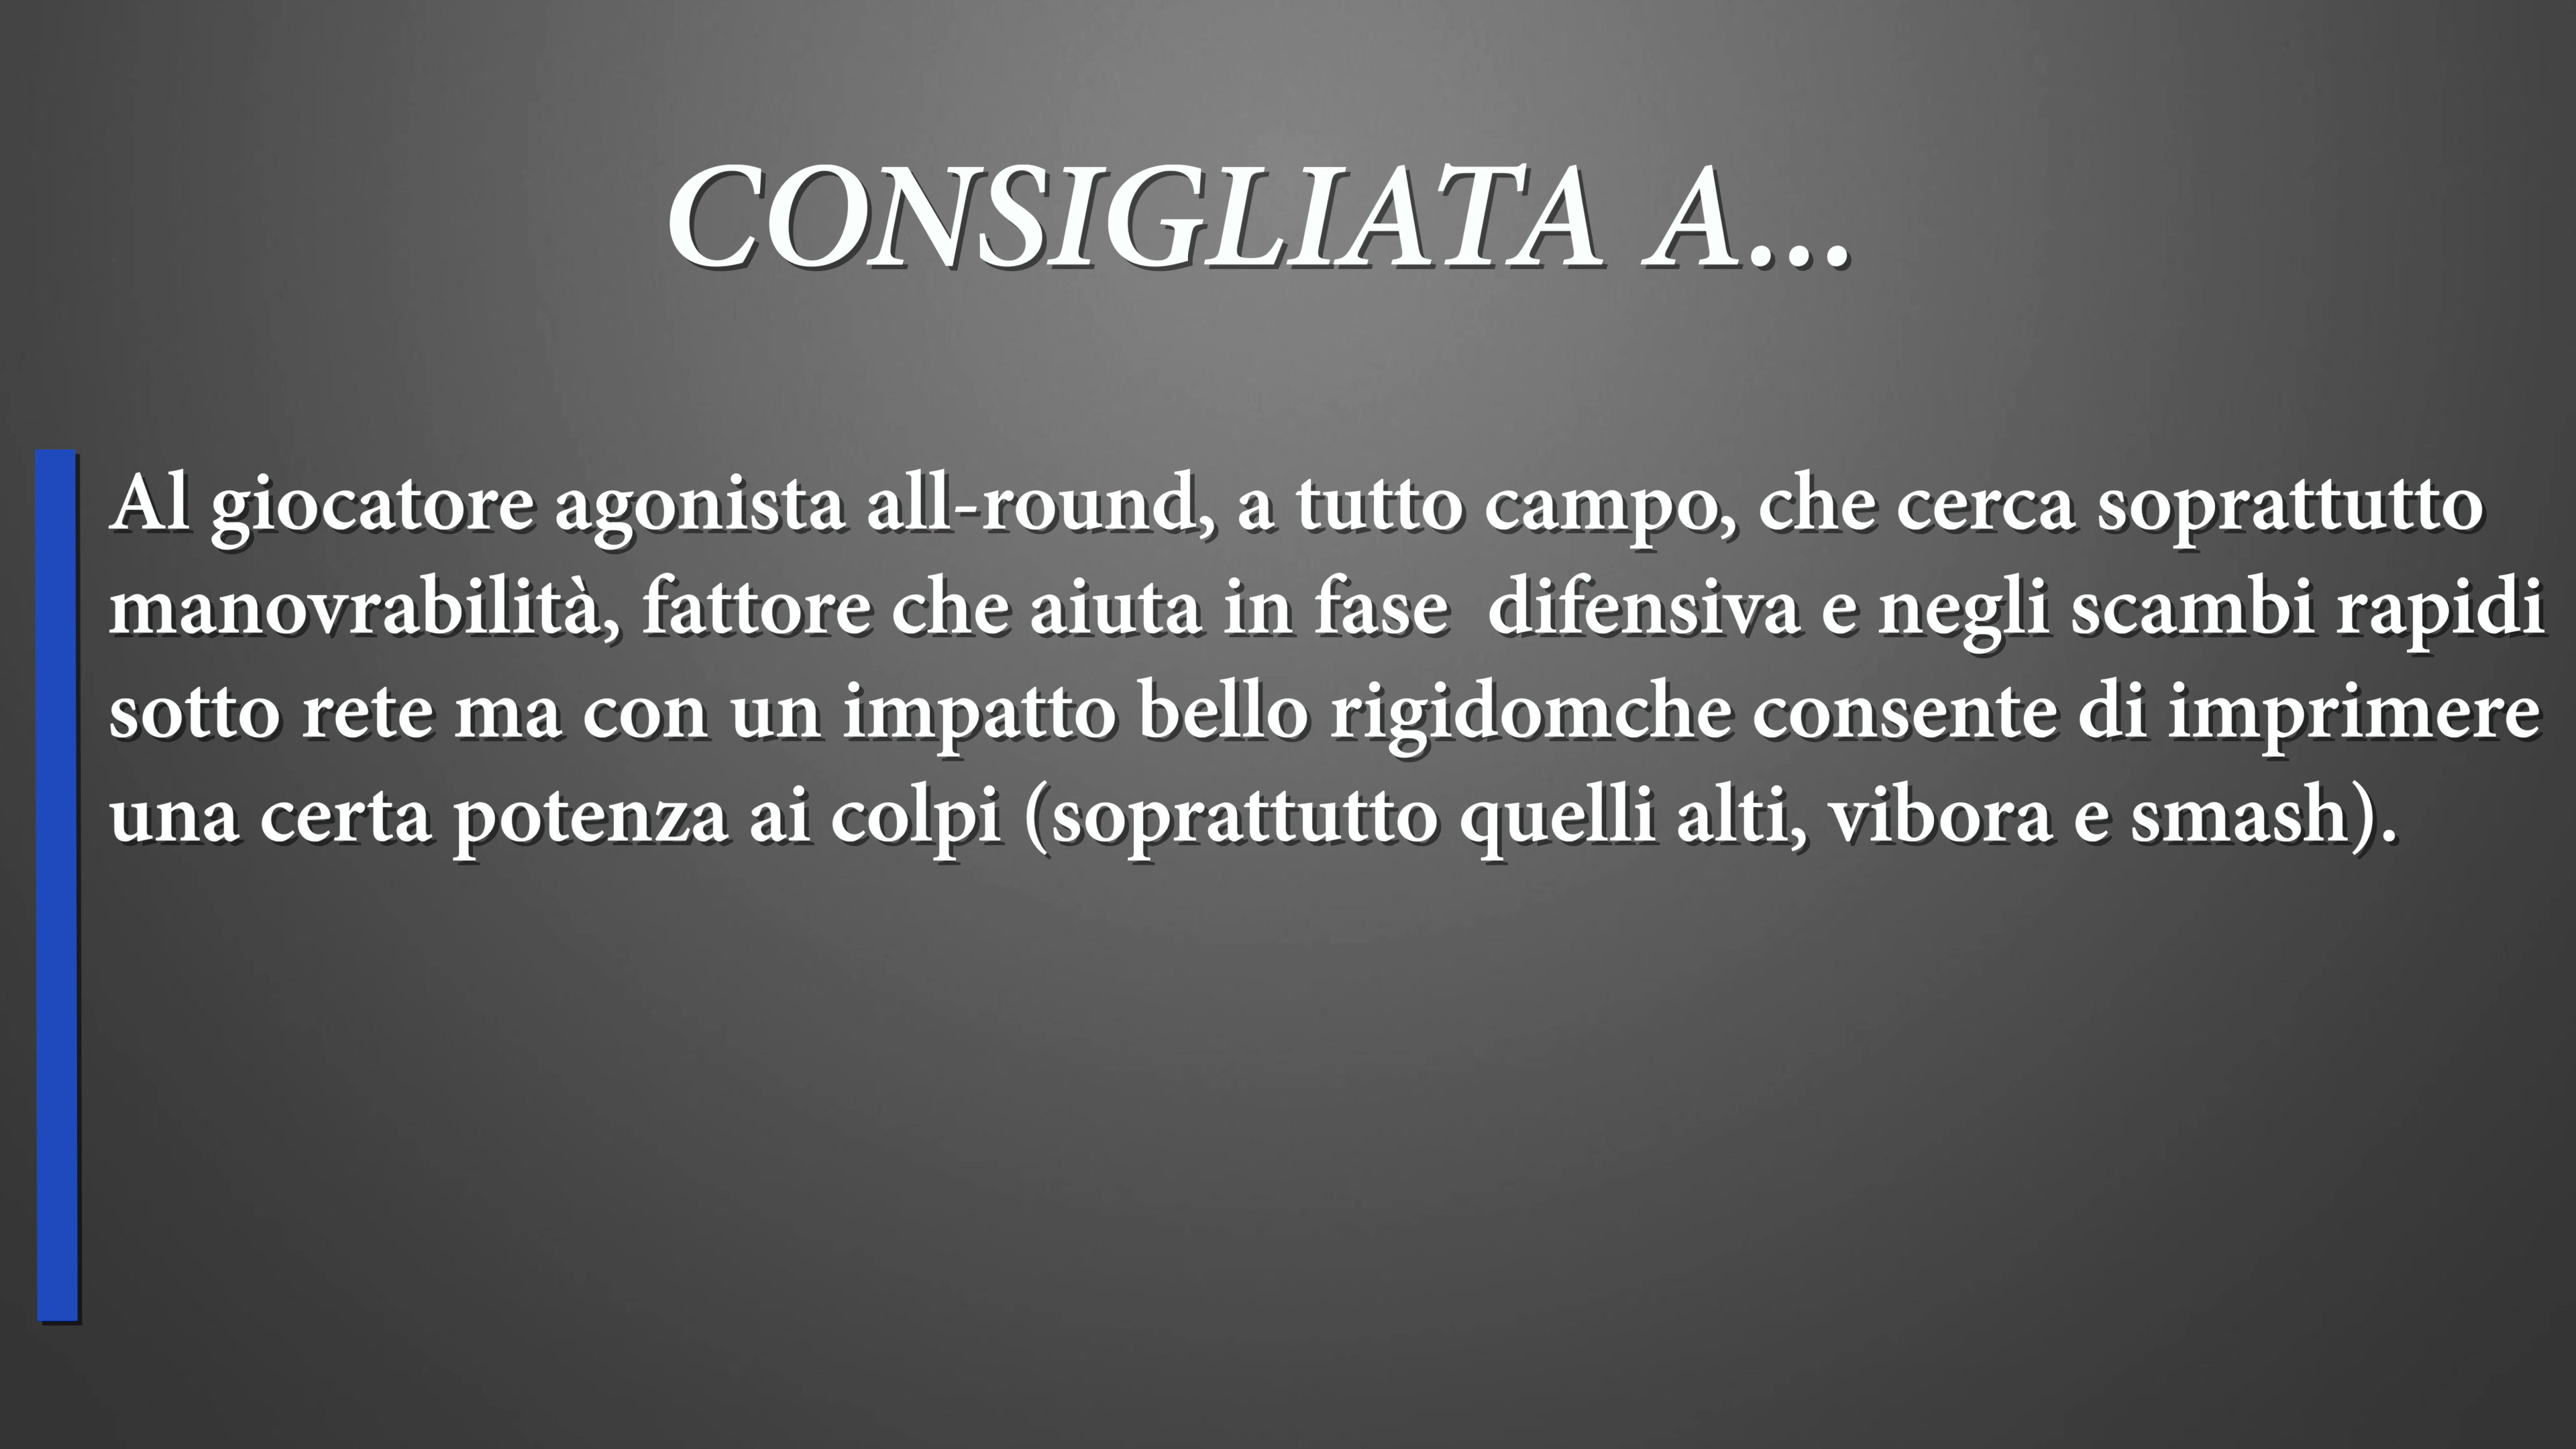 CONSIGLIATA A...
Al giocatore agonista all-round, a tutto campo, che cerca soprattutto
manovrabilità, fattore che aiuta in fase  difensiva e negli scambi rapidi
sotto rete ma con un impatto bello rigidomche consente di imprimere
una certa potenza ai colpi (soprattutto quelli alti, vibora e smash).